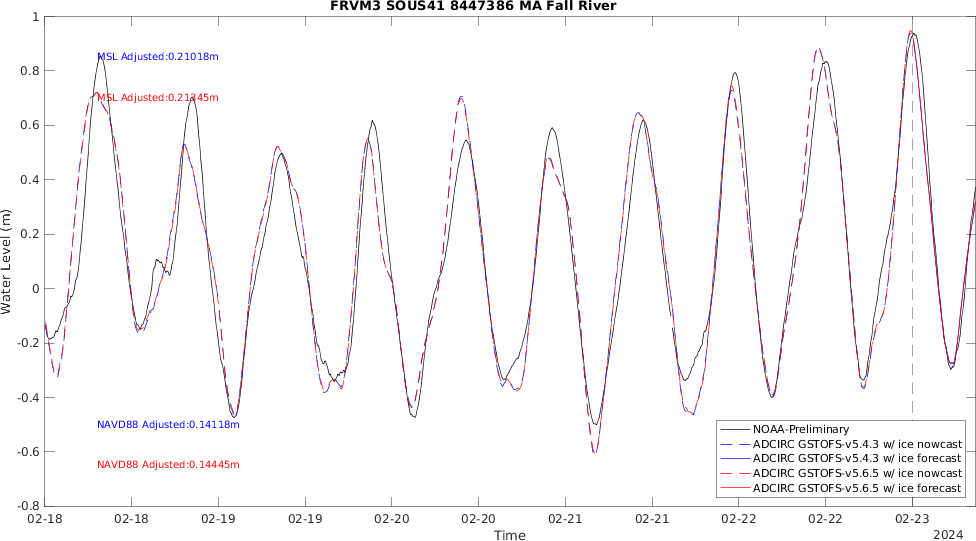 FRVM3 SOUS41 8447386 MA Fall River
MSL Adjusted:0.21018m
MSL Adjusted:0.21345m
NAVD88 Adjusted:0.14118m
NAVD88 Adjusted:0.14445m
Water Level (m)
1
0.8
0.6
0.4
0.2
0
-0.2
-0.4
-0.6
-0.8
NOAA-Preliminary
ADCIRC GSTOFS-v5.4.3 w/ ice nowcast
ADCIRC GSTOFS-v5.4.3 w/ ice forecast
ADCIRC GSTOFS-v5.6.5 w/ ice nowcast
ADCIRC GSTOFS-v5.6.5 w/ ice forecast
02-18 02-18 02-19 02-19 02-20 02-20 02-21 02-21 02-22 02-22 02-23
Time
2024